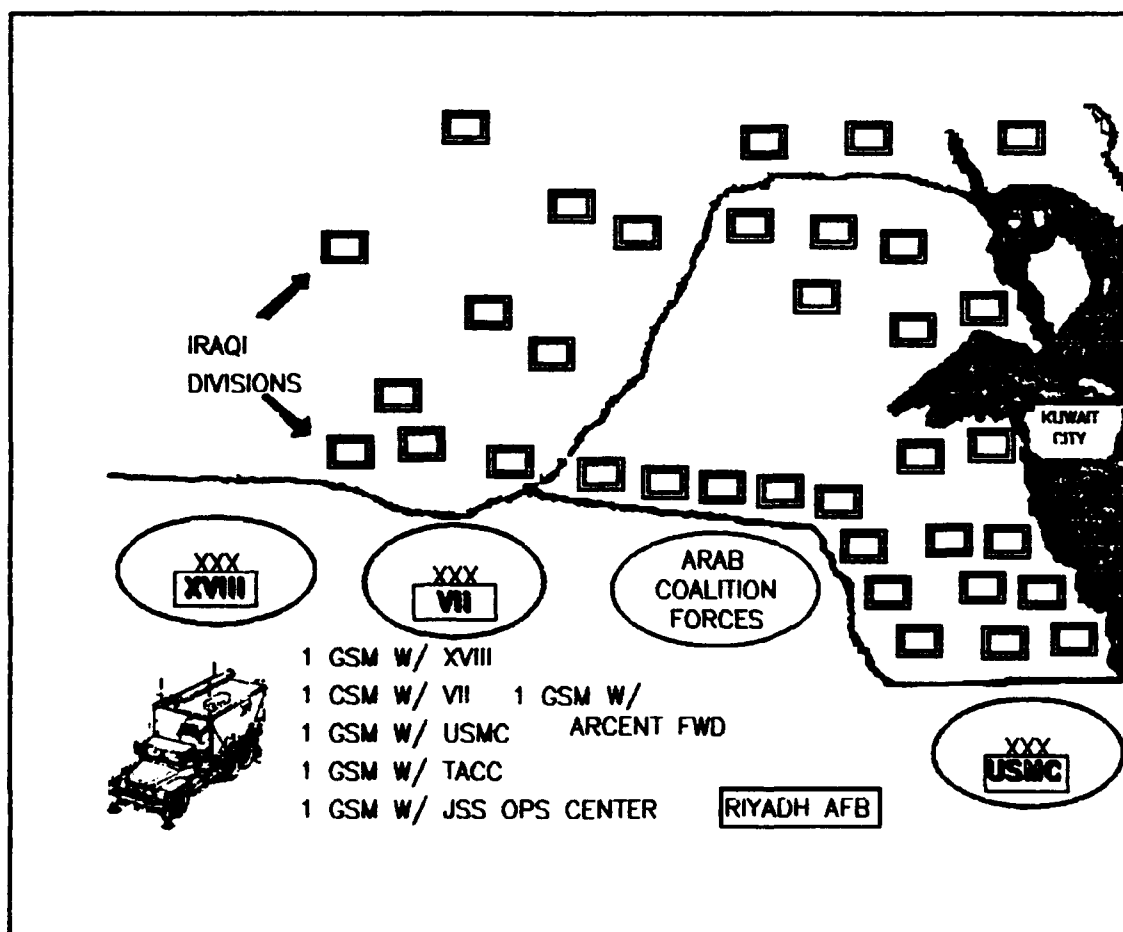 IRAQI
DIVISIONS
KUWAIT
CITY
XXX
XVIII
XXX
VII
ARAB
COALITION
FORCES
1 GSM W/ XVIII
1 GSM W/ VII 1 GSM W/
ARCENT FWD
1 GSM W/ USMC
1 GSM W/ TACC
1 GSM W/ JSS OPS CENTER
RIYADH AFB
XXX
USMC